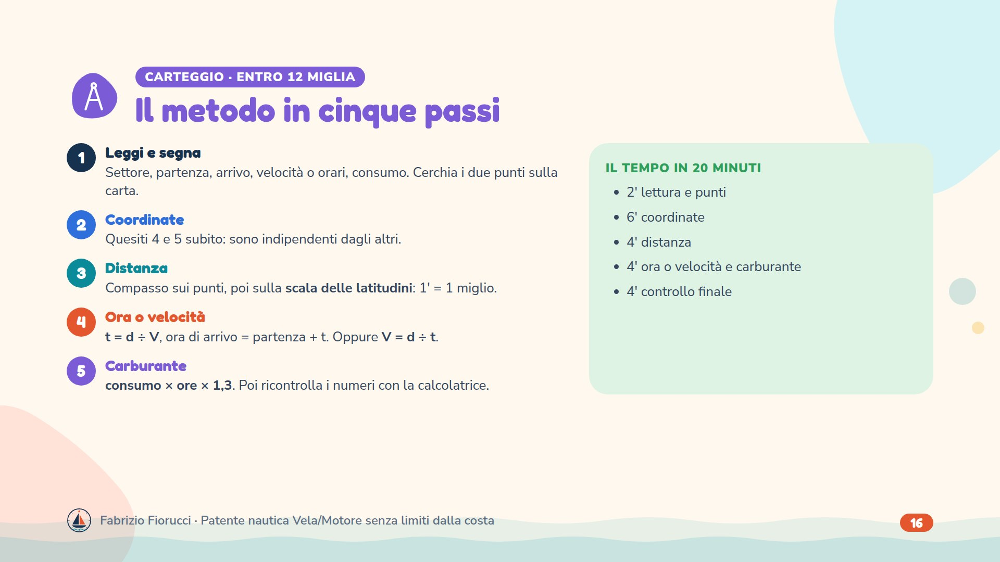 CARTEGGIO · ENTRO 12 MIGLIA
Il metodo in cinque passi
1
Leggi e segna
Settore, partenza, arrivo, velocità o orari, consumo. Cerchia i due punti sulla
carta.
2
Coordinate
Quesiti 4 e 5 subito: sono indipendenti dagli altri.
3
Distanza
Compasso sui punti, poi sulla scala delle latitudini: 1' = 1 miglio.
4
Ora o velocità
t = d ÷ V, ora di arrivo = partenza + t. Oppure V = d ÷ t.
5
Carburante
consumo × ore × 1,3. Poi ricontrolla i numeri con la calcolatrice.
IL TEMPO IN 20 MINUTI
• 2' lettura e punti
• 6' coordinate
• 4' distanza
• 4' ora o velocità e carburante
• 4' controllo finale
Fabrizio Fiorucci · Patente nautica Vela/Motore senza limiti dalla costa
16